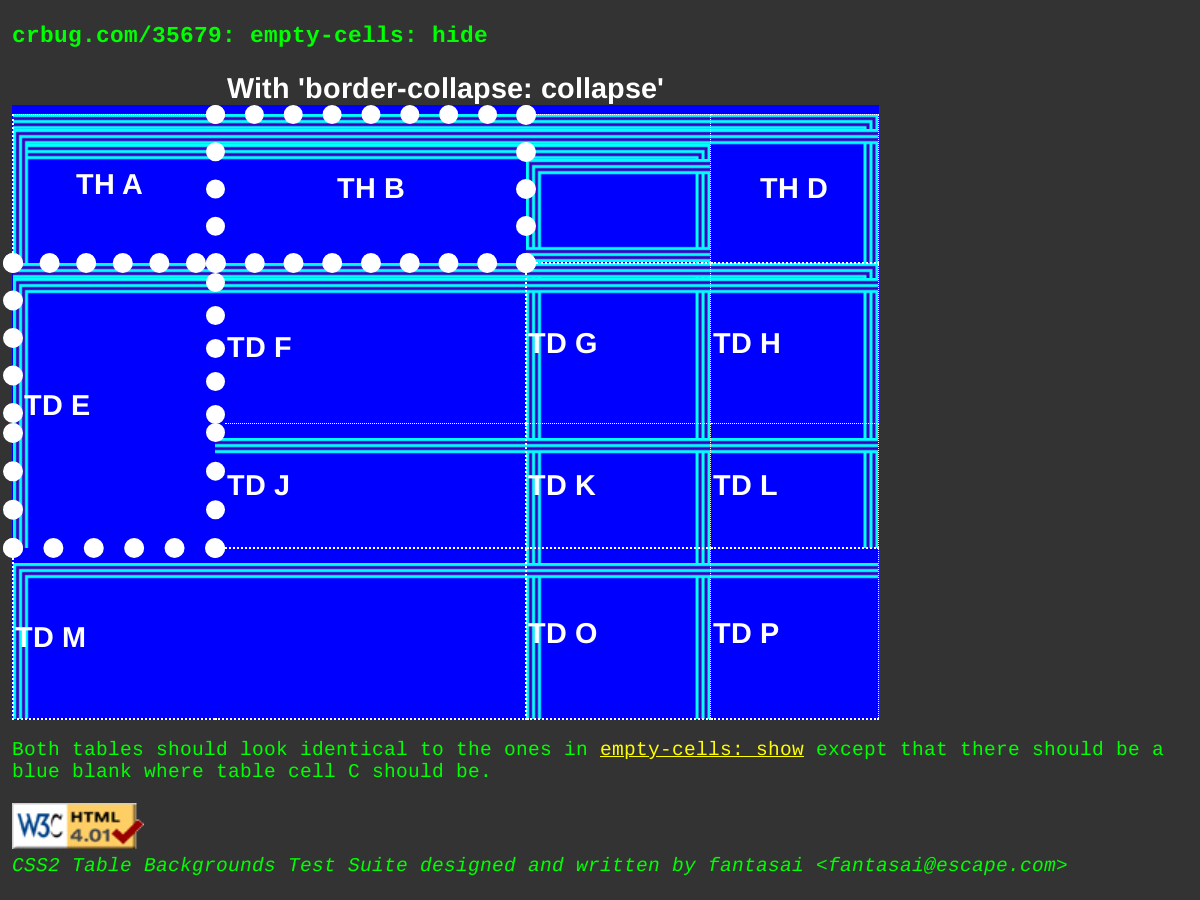 crbug.com/35679: empty-cells: hide
With 'border-collapse: collapse'
TH A
TH B
TH D
TD E
TD F
TD G
TD H
TD J
TD K
TD L
TD M
TD O
TD P
Both tables should look identical to the ones in empty-cells: show except that there should be a
blue blank where table cell C should be.
W3C HTML 4.01
CSS2 Table Backgrounds Test Suite designed and written by fantasai <fantasai@escape.com>